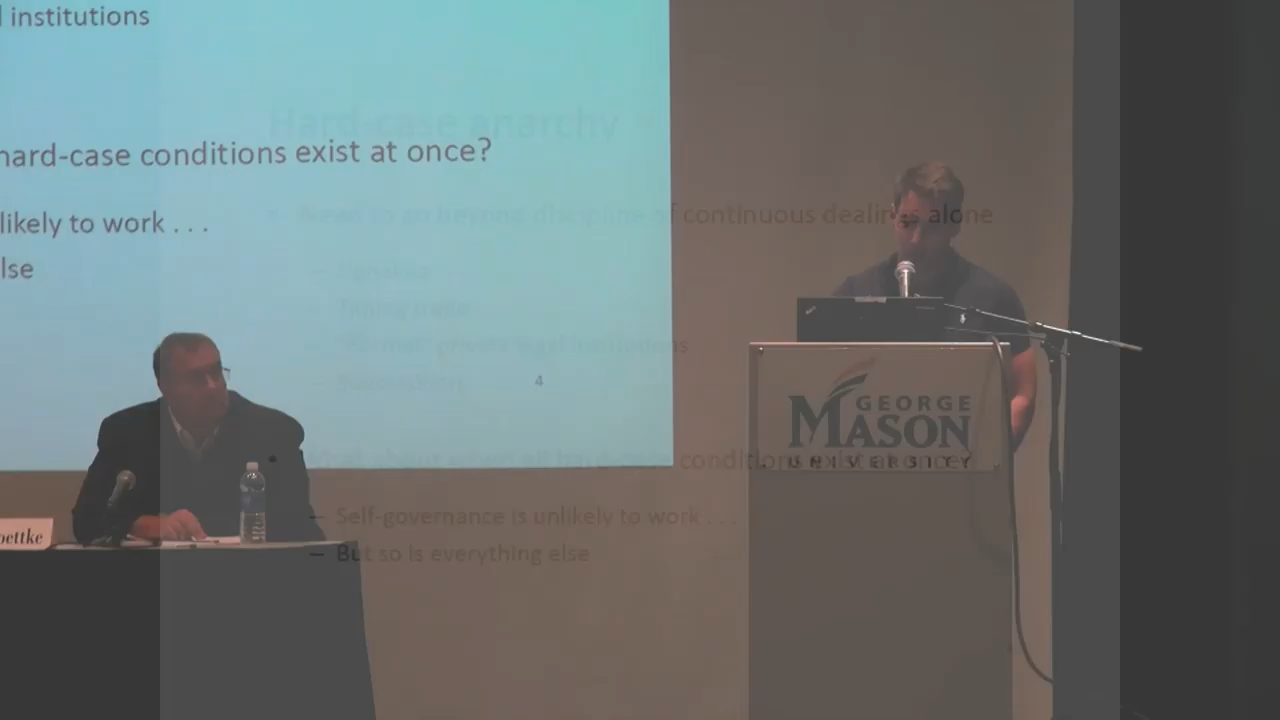 l institutions
Hard-case anarchy
hard-case conditions exist at once?
Need to go beyond discipline of continuous dealings alone
likely to work . . .
lse
– Signaling
–
– private legal institutions
–
4
What about when all hard-case conditions exist at once?
– Self-governance is unlikely to work . . .
– But so is everything else
GEORGE
MASON
UNIVERSITY
oettke